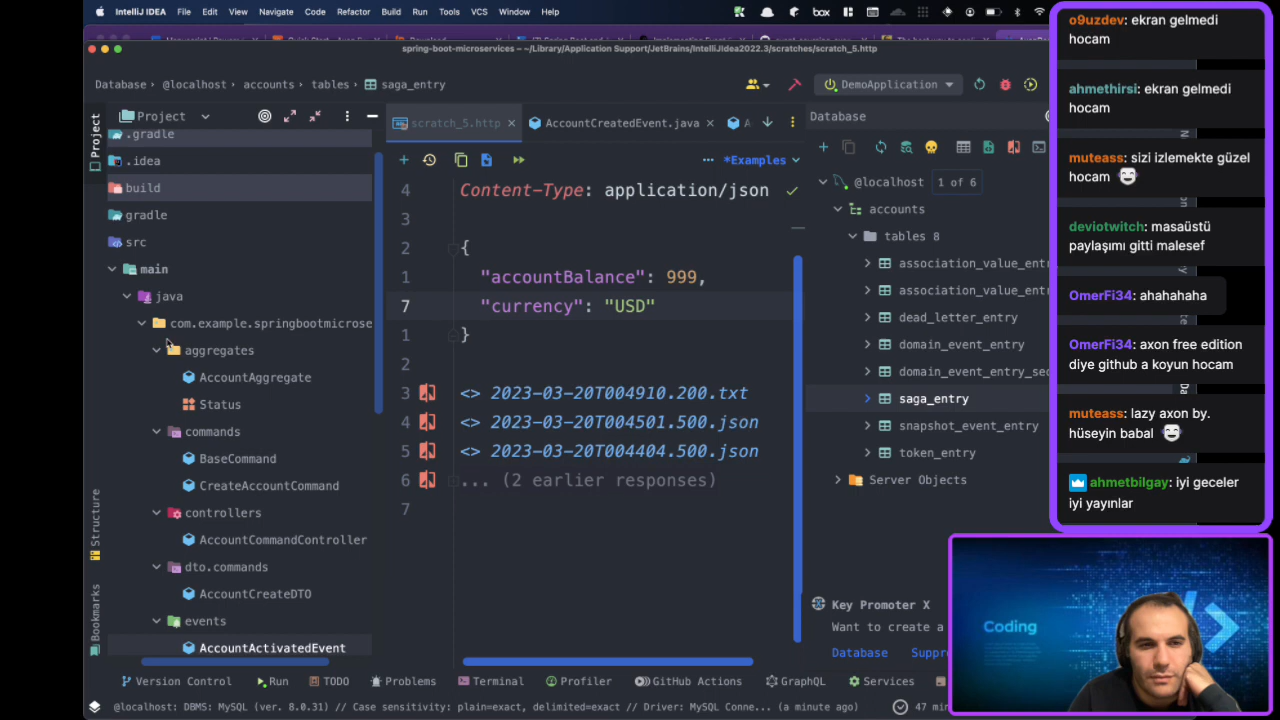 IntelliJ IDEA File Edit View Navigate Code Refactor Build Run Tools VCS Window Help
box
spring-boot-microservices – ~/Library/Application Support/JetBrains/IntelliJIdea2022.3/scratches/scratch_5.http
Database @localhost accounts tables saga_entry
DemoApplication
Project
Project
scratch_5.http
AccountCreatedEvent.java
Database
.gradle
.idea
build
gradle
src
main
java
com.example.springbootmicrose
aggregates
AccountAggregate
Status
commands
BaseCommand
CreateAccountCommand
controllers
AccountCommandController
dto.commands
AccountCreateDTO
events
AccountActivatedEvent
Structure
Bookmarks
*Examples
4 Content-Type: application/json
3
2 {
1 "accountBalance": 999,
7 "currency": "USD"
1 }
2
3 <> 2023-03-20T004910.200.txt
4 <> 2023-03-20T004501.500.json
5 <> 2023-03-20T004404.500.json
6 ... (2 earlier responses)
7
@localhost 1 of 6
accounts
tables 8
association_value_entr
association_value_entr
dead_letter_entry
domain_event_entry
domain_event_entry_sec
saga_entry
snapshot_event_entry
token_entry
Server Objects
Key Promoter X
Want to create a
Database Suppre
Version Control Run TODO Problems Terminal Profiler GitHub Actions GraphQL Services
@localhost: DBMS: MySQL (ver. 8.0.31) // Case sensitivity: plain=exact, delimited=exact // Driver: MySQL Conne... (a minute ago)
47 min
o9uzdev: ekran gelmedi
hocam
ahmethirsi: ekran gelmedi
hocam
muteass: sizi izlemekte güzel
hocam
deviotwitch: masaüstü
paylaşımı gitti malesef
OmerFi34: ahahahaha
OmerFi34: axon free edition
diye github a koyun hocam
muteass: lazy axon by.
hüseyin babal
ahmetbilgay: iyi geceler
iyi yayınlar
Coding